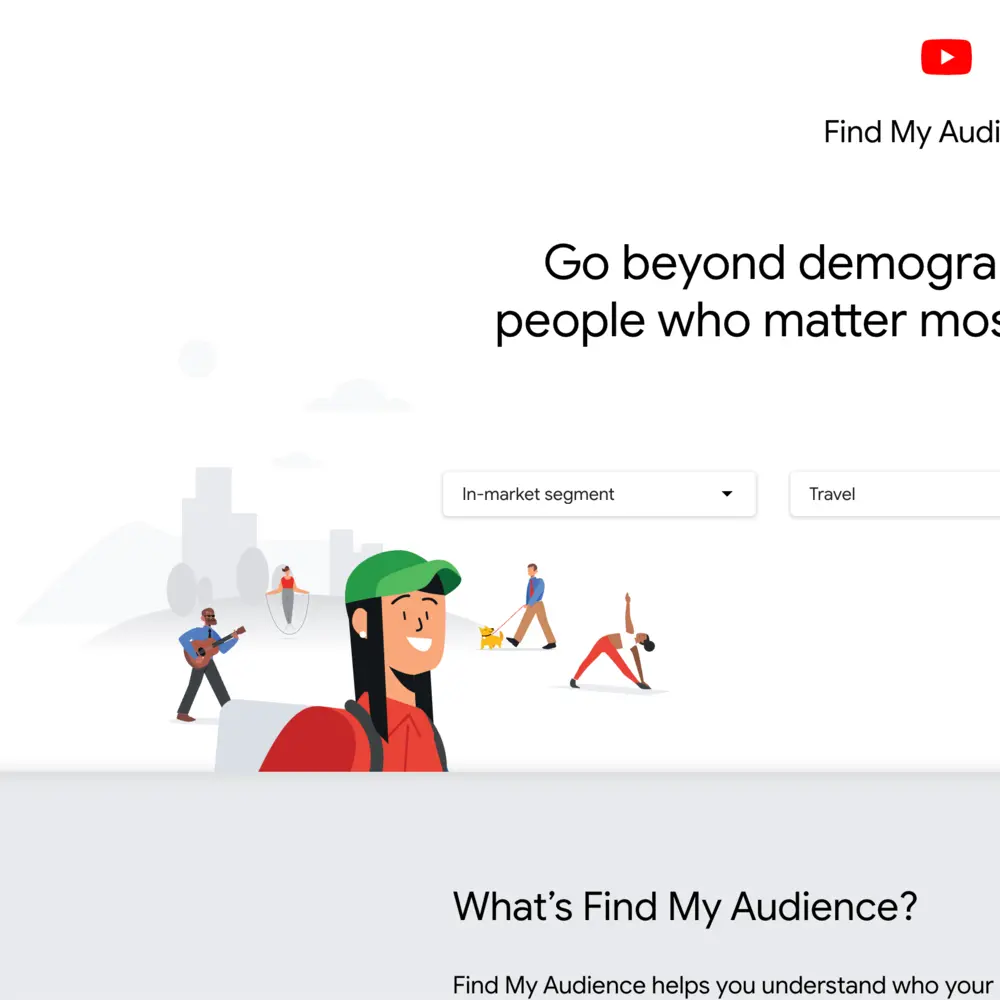 Find My Audi
Go beyond demogra
people who matter mos
In-market segment
Travel
What's Find My Audience?
Find My Audience helps you understand who your